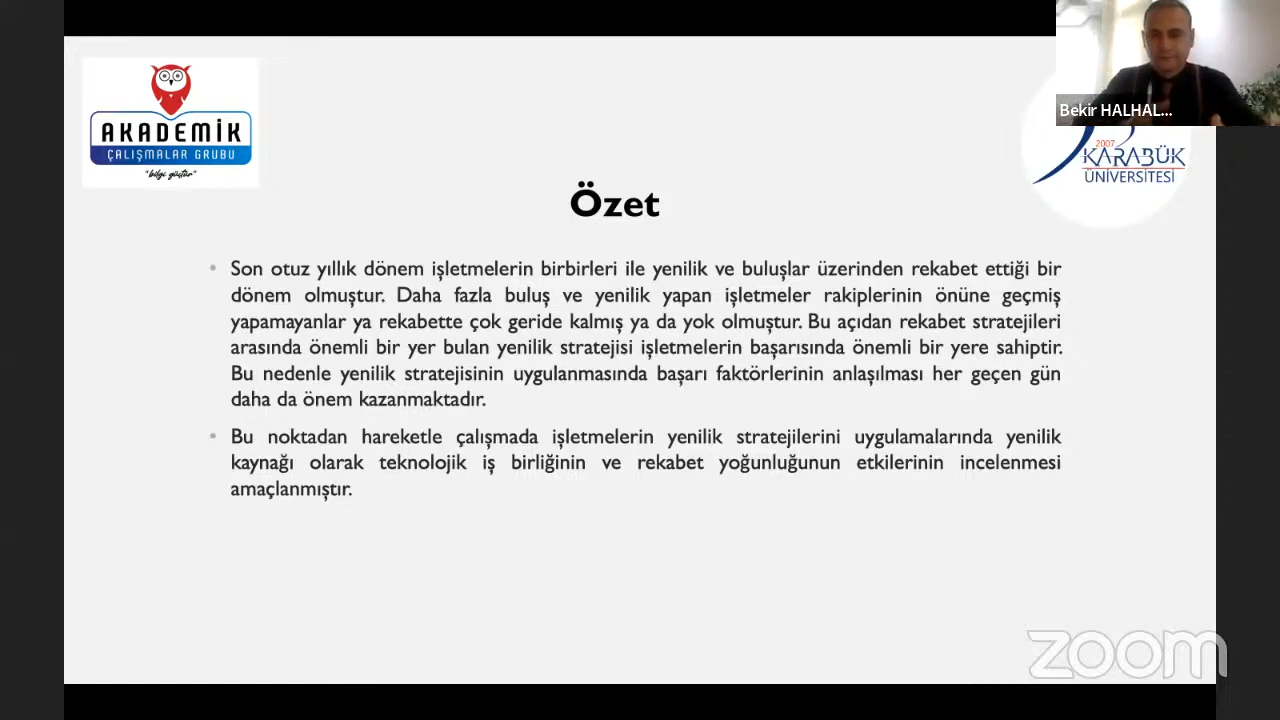 AKADEMİK
ÇALIŞMALAR GRUBU
"bilgi güçtür"
Bekir HALHAL...
2007
KARABÜK
ÜNİVERSİTESİ
Özet
• Son otuz yıllık dönem işletmelerin birbirleri ile yenilik ve buluşlar üzerinden rekabet ettiği bir
dönem olmuştur. Daha fazla buluş ve yenilik yapan işletmeler rakiplerinin önüne geçmiş
yapamayanlar ya rekabette çok geride kalmış ya da yok olmuştur. Bu açıdan rekabet stratejileri
arasında önemli bir yer bulan yenilik stratejisi işletmelerin başarısında önemli bir yere sahiptir.
Bu nedenle yenilik stratejisinin uygulanmasında başarı faktörlerinin anlaşılması her geçen gün
daha da önem kazanmaktadır.
• Bu noktadan hareketle çalışmada işletmelerin yenilik stratejilerini uygulamalarında yenilik
kaynağı olarak teknolojik iş birliğinin ve rekabet yoğunluğunun etkilerinin incelenmesi
amaçlanmıştır.
zoom